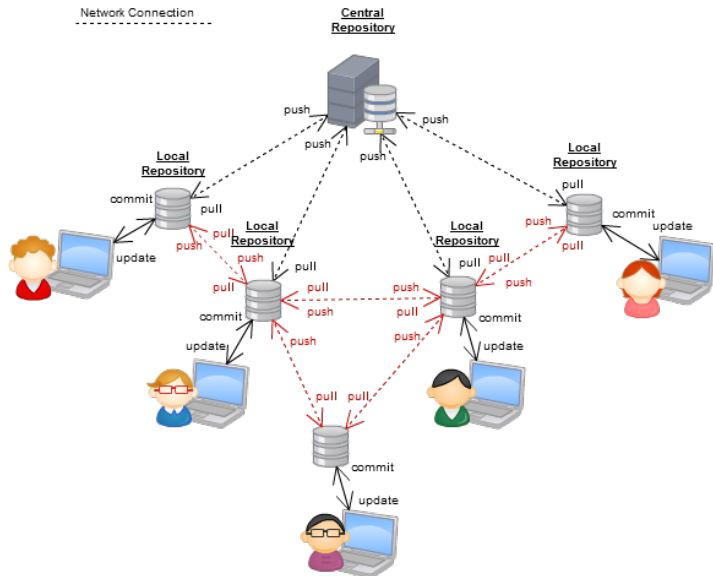 Network Connection
Central
Repository
push
push
push
push
Local
Repository
Local
Repository
commit
pull
pull
commit
update
pull
push
Local
Repository
push
Local
Repository
push
pull
update
pull
pull
pull
push
pull
pull
push
commit
push
pull
commit
update
push
push
update
pull
pull
commit
update